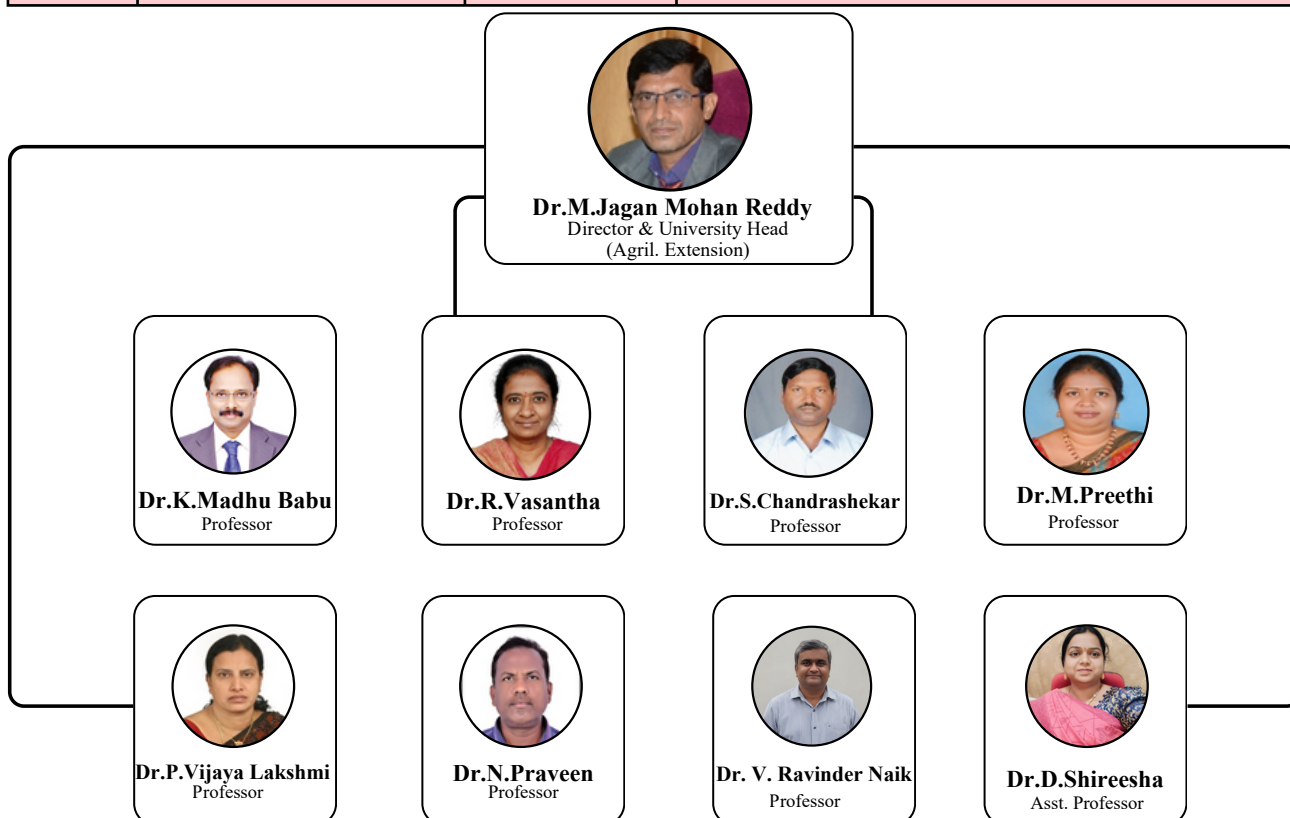 Dr.M.Jagan Mohan Reddy
Director & University Head
(Agril. Extension)
Dr.K.Madhu Babu
Professor
Dr.R.Vasantha
Professor
Dr.S.Chandrashekar
Professor
Dr.M.Preethi
Professor
Dr.P.Vijaya Lakshmi
Professor
Dr.N.Praveen
Professor
Dr. V. Ravinder Naik
Professor
Dr.D.Shireesha
Asst. Professor